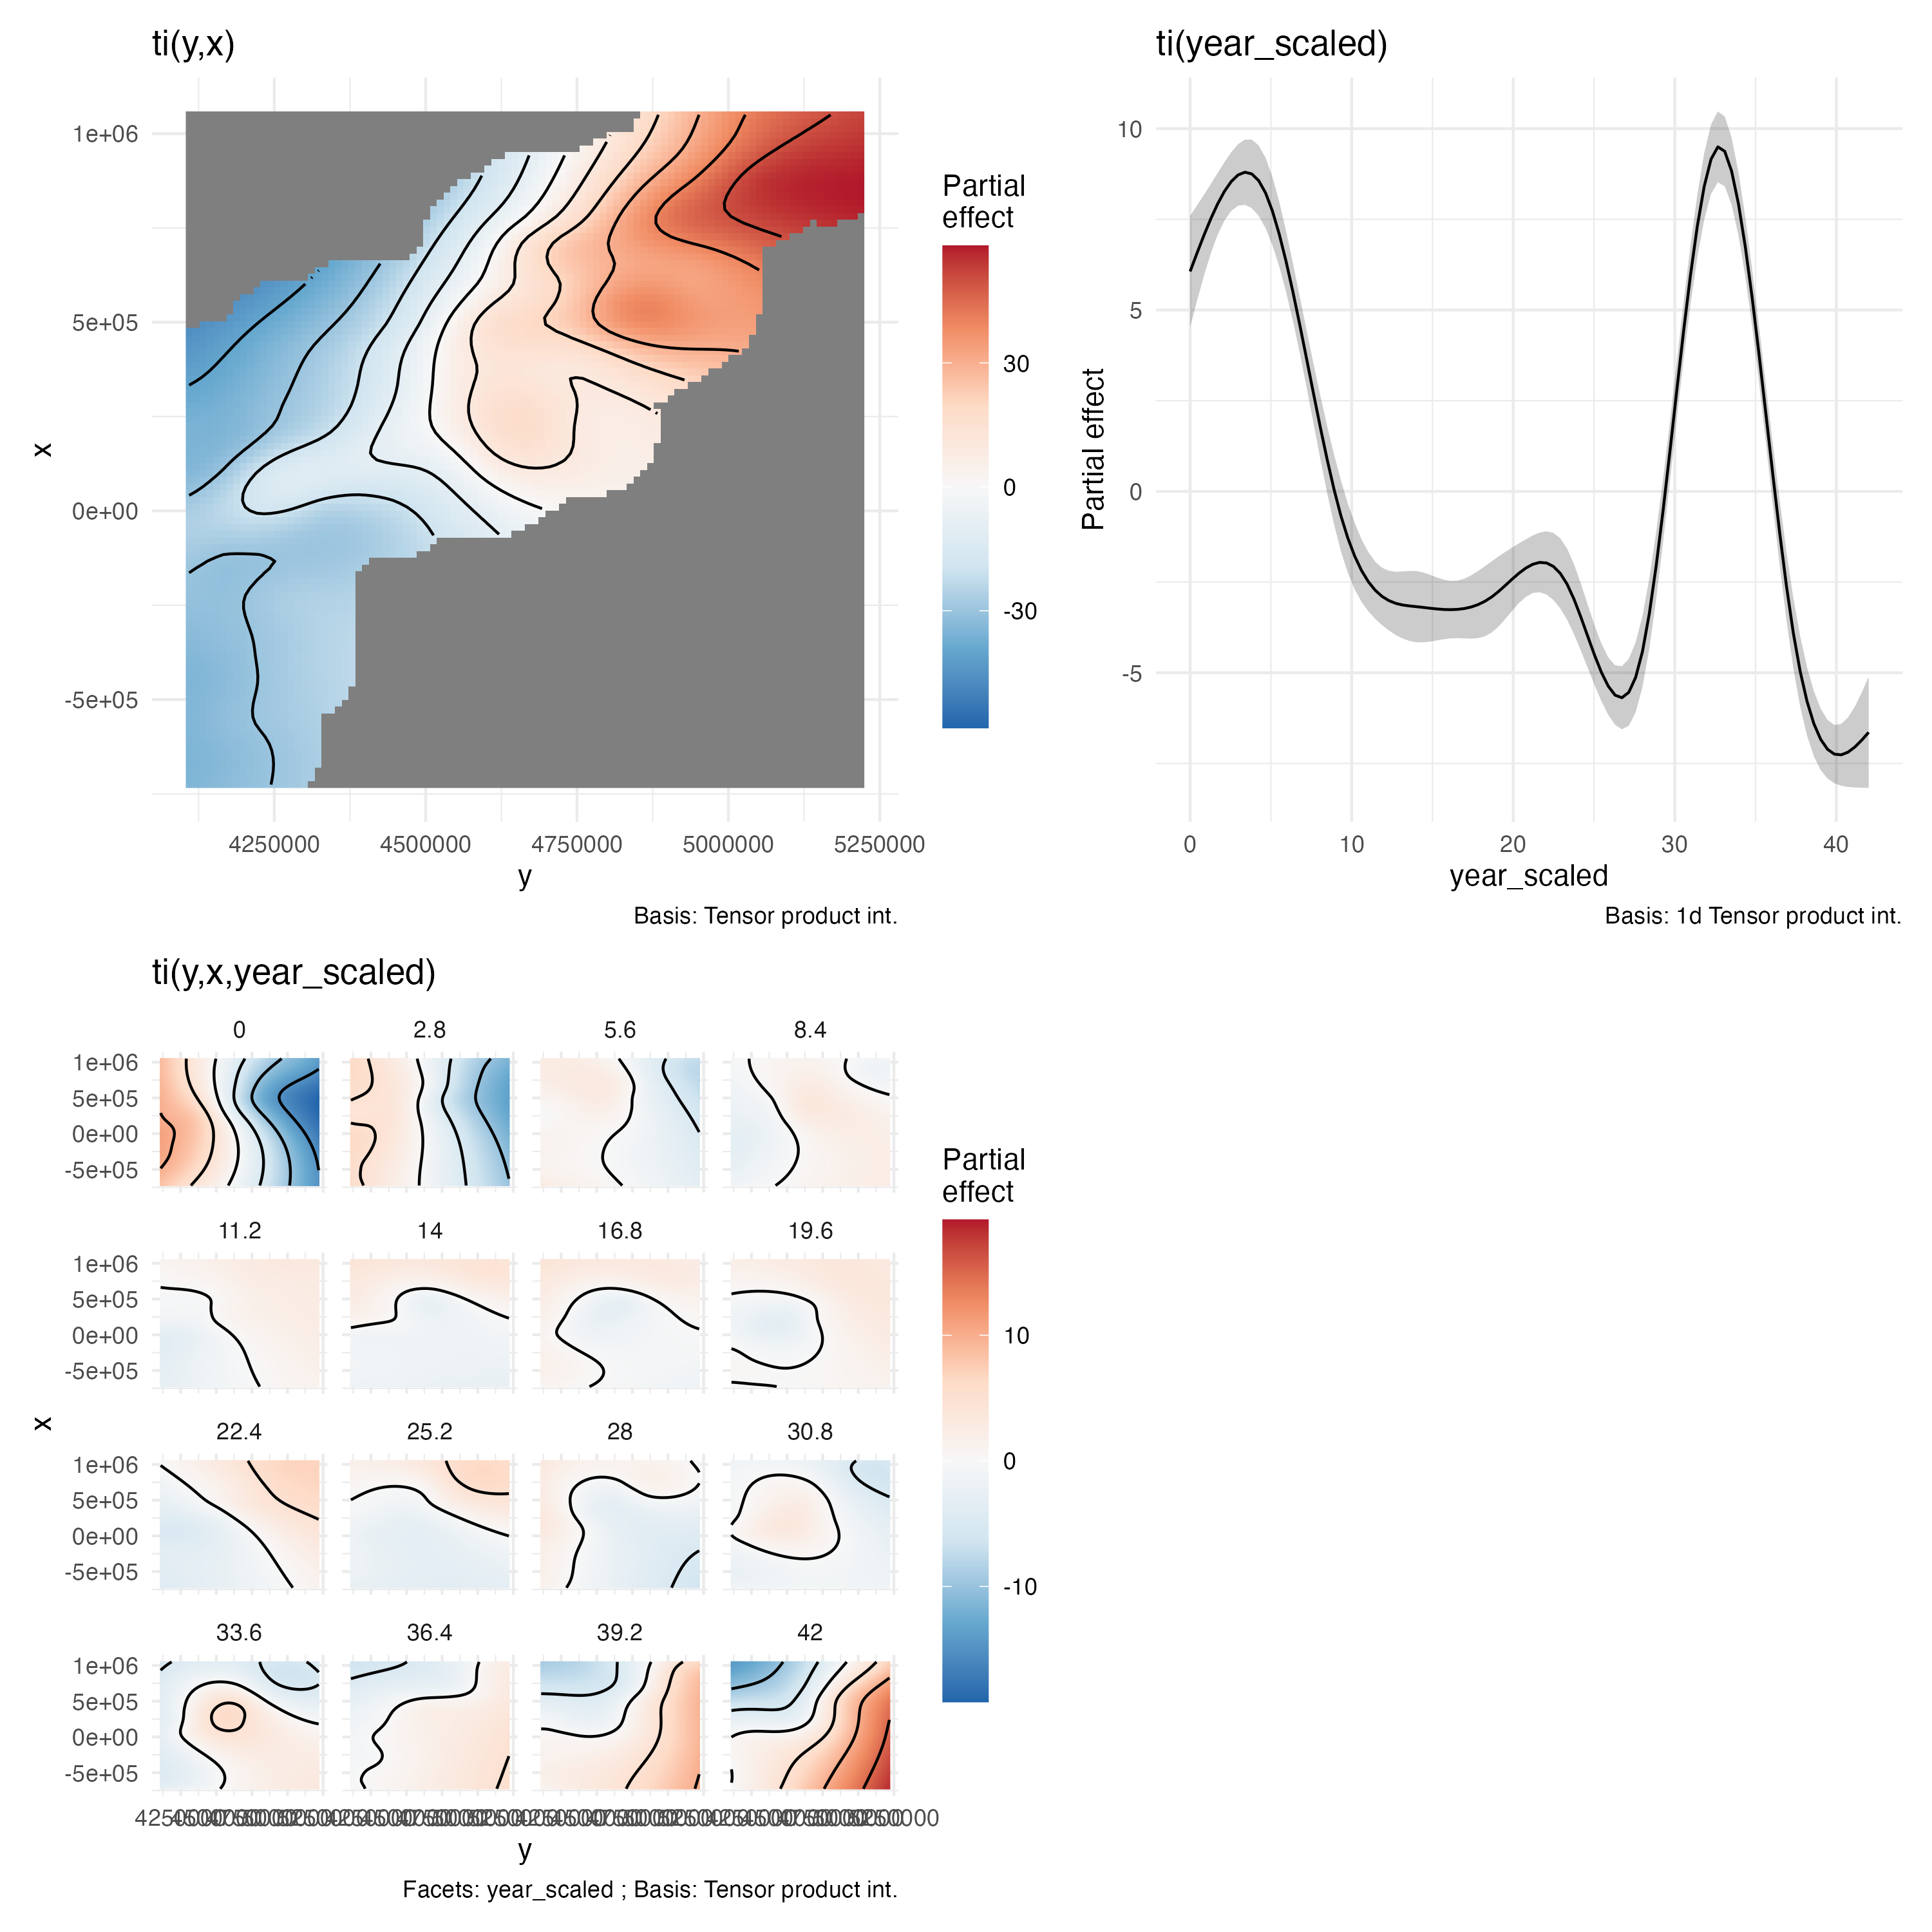 ti(y,x)
1e+06
5e+05
0e+00
-5e+05
x
4250000 4500000 4750000 5000000 5250000
y
Basis: Tensor product int.
Partial
effect
30
0
-30
ti(year_scaled)
10
5
0
-5
Partial effect
0 10 20 30 40
year_scaled
Basis: 1d Tensor product int.
ti(y,x,year_scaled)
0 2.8 5.6 8.4
1e+06
5e+05
0e+00
-5e+05
11.2 14 16.8 19.6
1e+06
5e+05
0e+00
-5e+05
22.4 25.2 28 30.8
1e+06
5e+05
0e+00
-5e+05
33.6 36.4 39.2 42
1e+06
5e+05
0e+00
-5e+05
x
y
Facets: year_scaled ; Basis: Tensor product int.
Partial
effect
10
0
-10